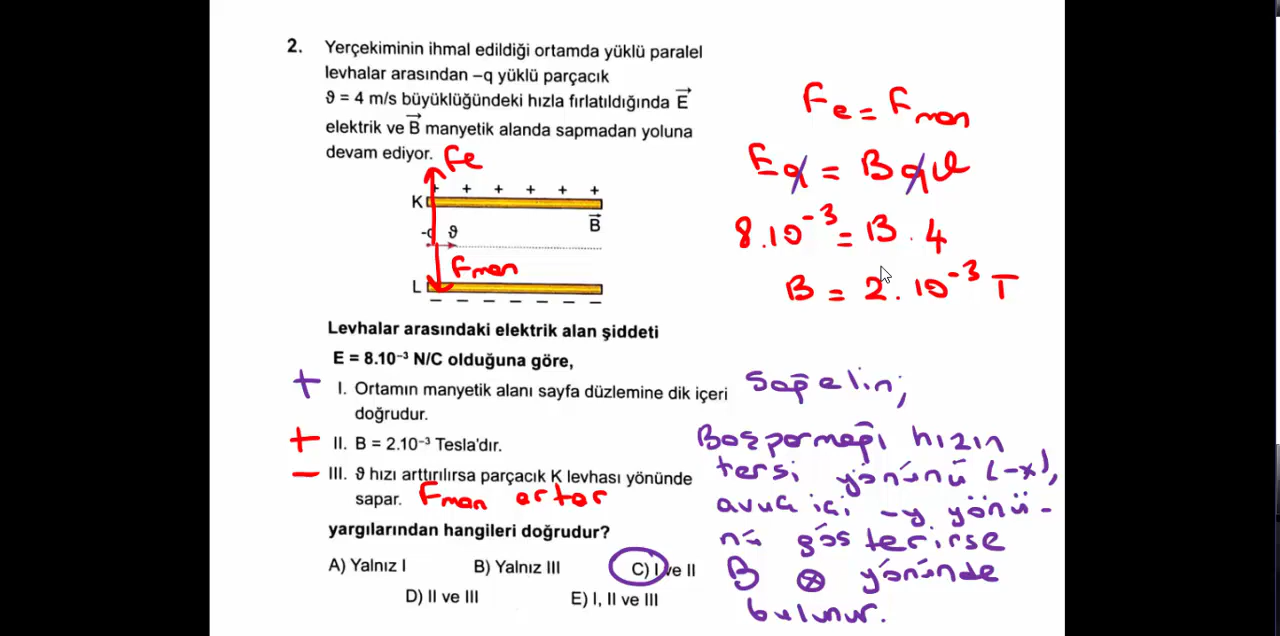 2. Yerçekiminin ihmal edildiği ortamda yüklü paralel
levhalar arasından –q yüklü parçacık
ϑ = 4 m/s büyüklüğündeki hızla fırlatıldığında E⃗
elektrik ve B⃗ manyetik alanda sapmadan yoluna
devam ediyor.
Fe
+ + + + + +
K
B⃗
-q ϑ
Fman
L
– – – – – –
Levhalar arasındaki elektrik alan şiddeti
E = 8.10⁻³ N/C olduğuna göre,
+ I. Ortamın manyetik alanı sayfa düzlemine dik içeri
doğrudur.
+ II. B = 2.10⁻³ Tesla'dır.
– III. ϑ hızı arttırılırsa parçacık K levhası yönünde
sapar. Fman artar
yargılarından hangileri doğrudur?
A) Yalnız I B) Yalnız III C) I ve II
D) II ve III E) I, II ve III
Fe = Fman
Eq = Bqϑ
8.10⁻³ = B . 4
B = 2.10⁻³ T
Sağ elin;
Başparmağı hızın
tersi yönünü (-x),
avuç içi -y yönü-
nü gösterirse
B ⊗ yönünde
bulunur.